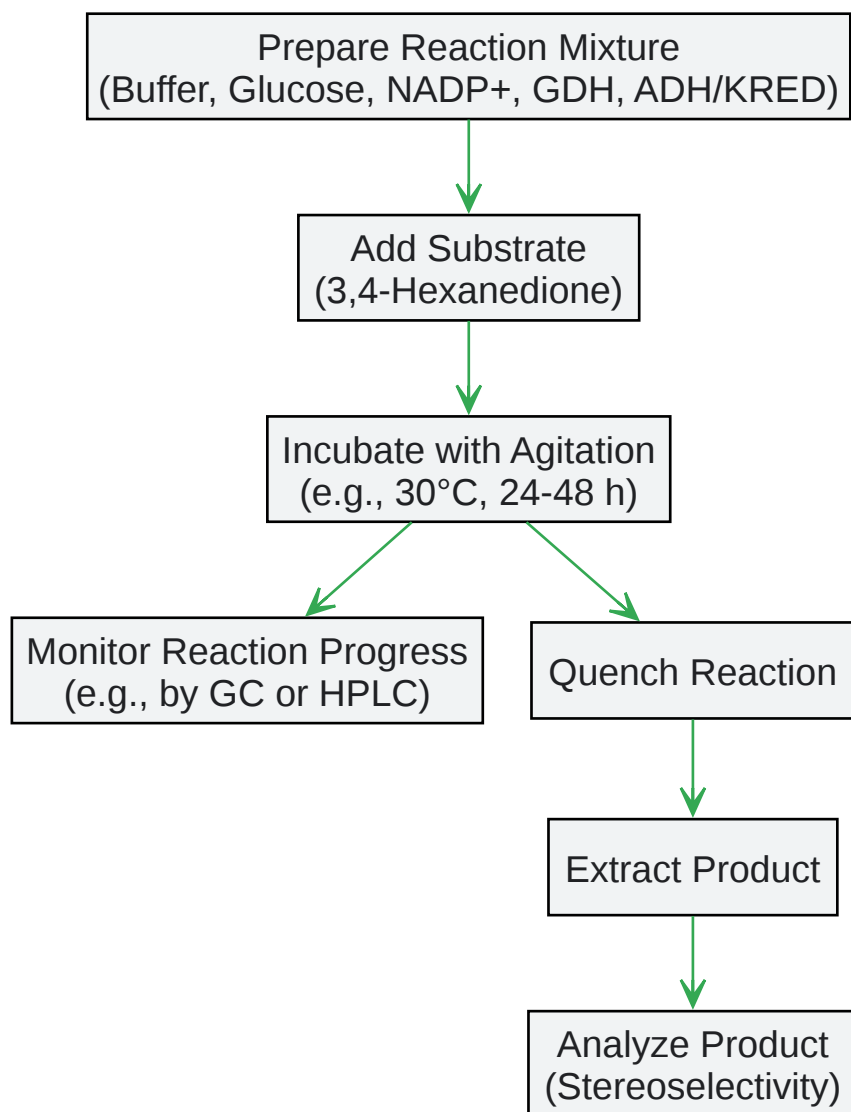 Prepare Reaction Mixture
(Buffer, Glucose, NADP+, GDH, ADH/KRED)
Add Substrate
(3,4-Hexanedione)
Incubate with Agitation
(e.g., 30°C, 24-48 h)
Monitor Reaction Progress
(e.g., by GC or HPLC)
Quench Reaction
Extract Product
Analyze Product
(Stereoselectivity)